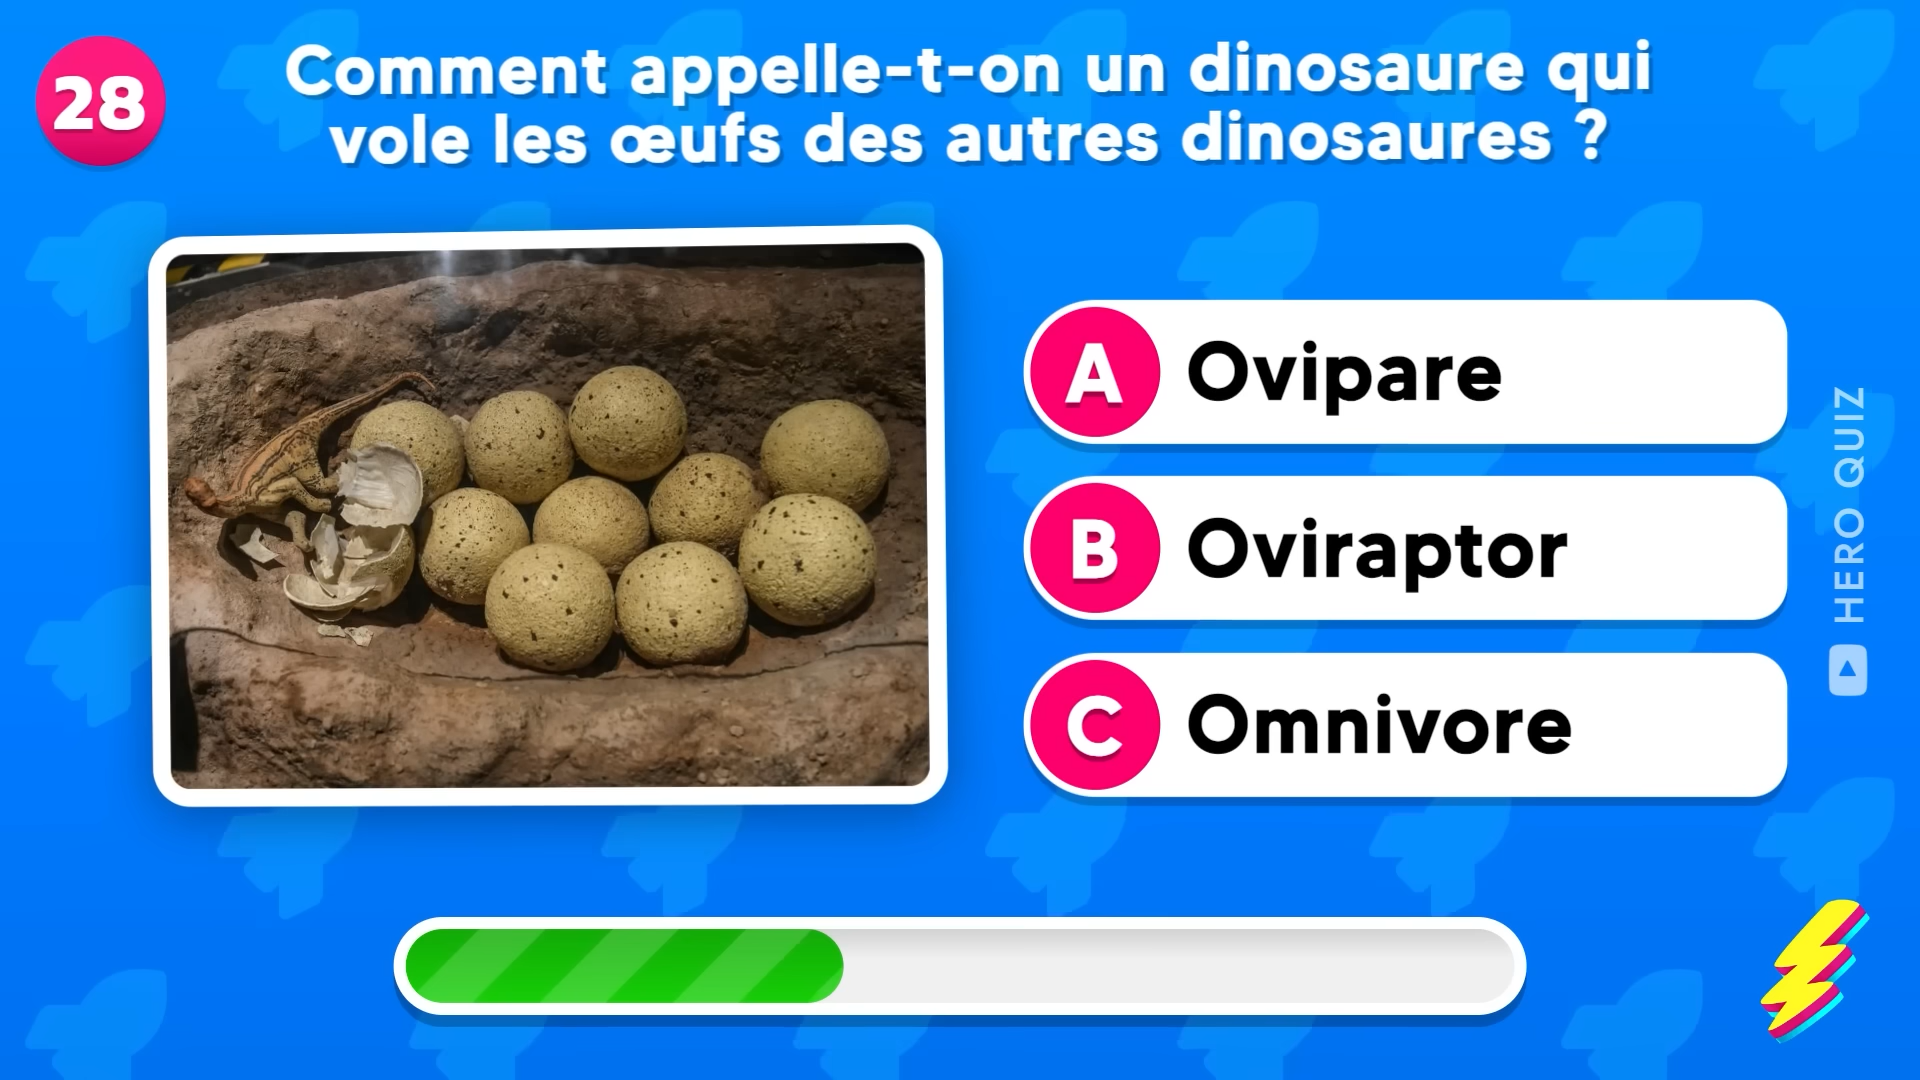 28
Comment appelle-t-on un dinosaure qui
vole les œufs des autres dinosaures ?
A Ovipare
B Oviraptor
C Omnivore
HERO QUIZ